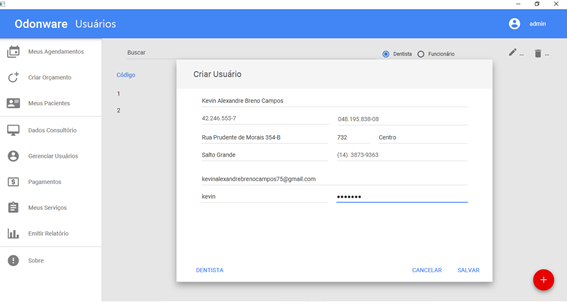 Odonware Usuários
admin
Meus Agendamentos
Criar Orçamento
Meus Pacientes
Dados Consultório
Gerenciar Usuários
Pagamentos
Meus Serviços
Emitir Relatório
Sobre
Buscar
Dentista Funcionário
... ...
Código
1
2
Criar Usuário
Kevin Alexandre Breno Campos
42.246.553-7 048.195.838-08
Rua Prudente de Morais 354-B 732 Centro
Salto Grande (14) 3873-9363
kevinalexandrebrenocampos75@gmail.com
kevin •••••••
DENTISTA CANCELAR SALVAR